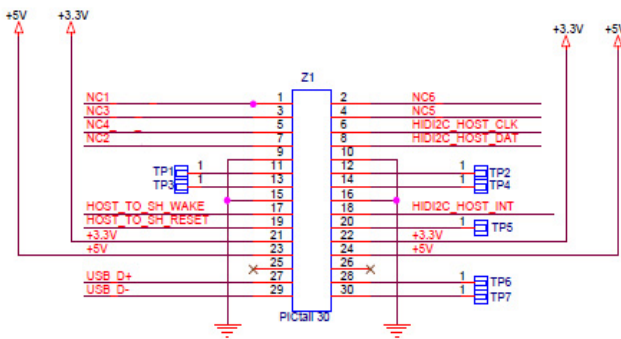 +5V +3.3V +3.3V +5V
Z1
NC1 1 2 NC6
NC3 3 4 NC5
NC4_ _ _ 5 6 HIDI2C_HOST_CLK
NC2 7 8 HIDI2C_HOST_DAT
9 10
TP1 1 11 12 1 TP2
TP3 1 13 14 1 TP4
15 16
HOST_TO_SH_WAKE 17 18 HIDI2C_HOST_INT
HOST_TO_SH_RESET 19 20 1 TP5
+3.3V 21 22 +3.3V
+5V 23 24 +5V
25 26
USB_D+ 27 28 1 TP6
USB_D- 29 30 1 TP7
PICtail 30